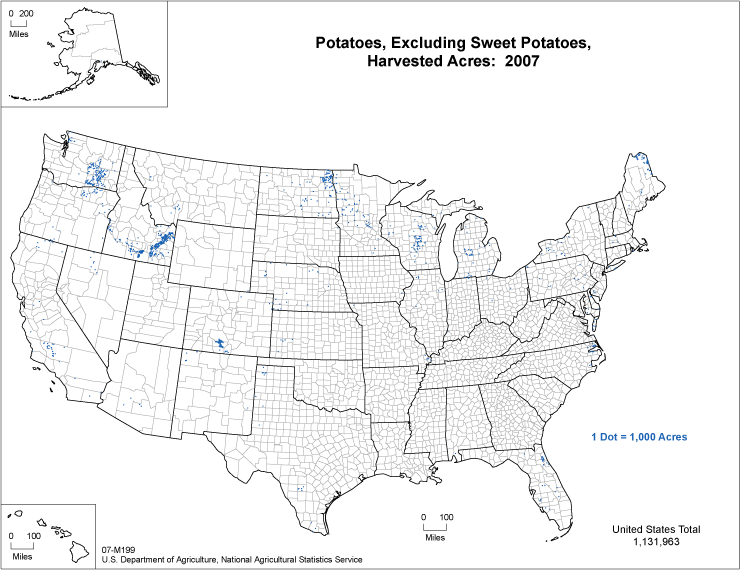 0 200
Miles
Potatoes, Excluding Sweet Potatoes,
Harvested Acres: 2007
1 Dot = 1,000 Acres
0 100
Miles
0 100
Miles
United States Total
1,131,963
07-M199
U.S. Department of Agriculture, National Agricultural Statistics Service